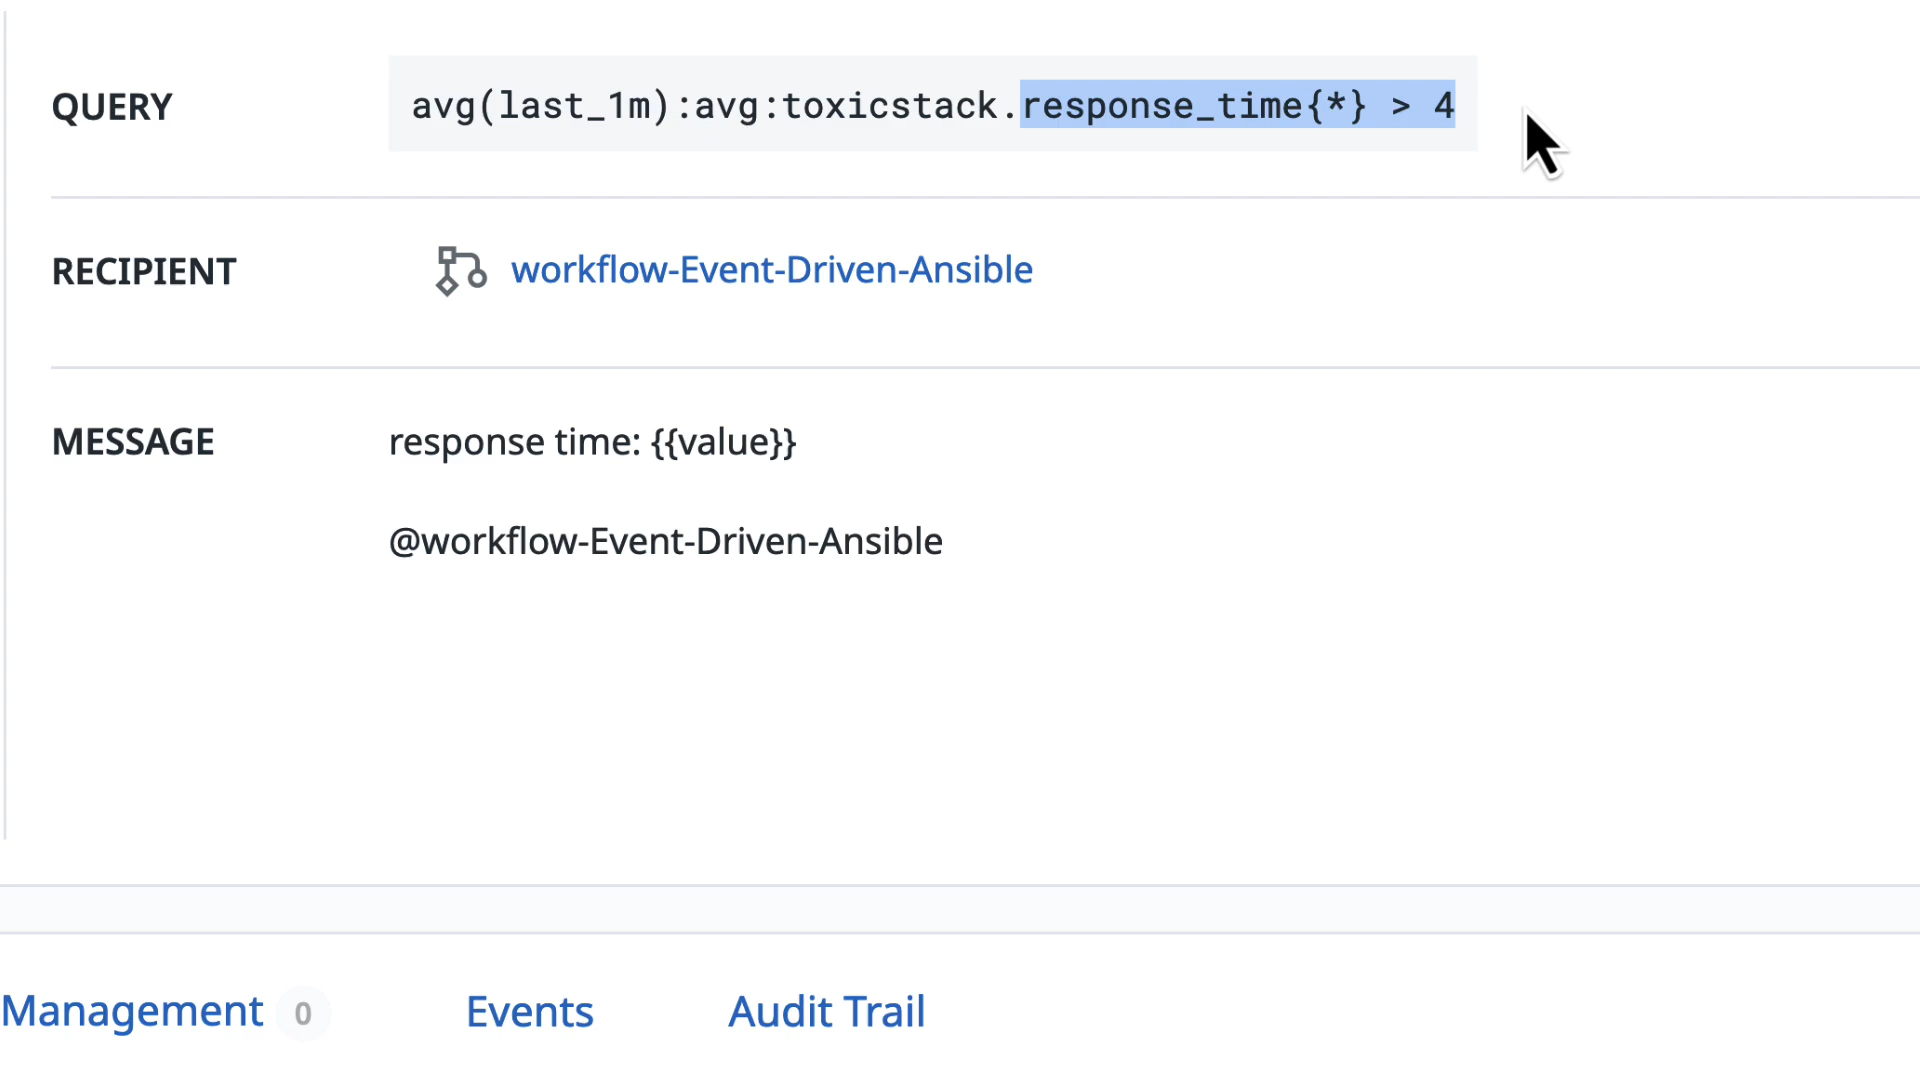 QUERY avg(last_1m):avg:toxicstack.response_time{*} > 4
RECIPIENT workflow-Event-Driven-Ansible
MESSAGE response time: {{value}}
@workflow-Event-Driven-Ansible
Management 0 Events Audit Trail